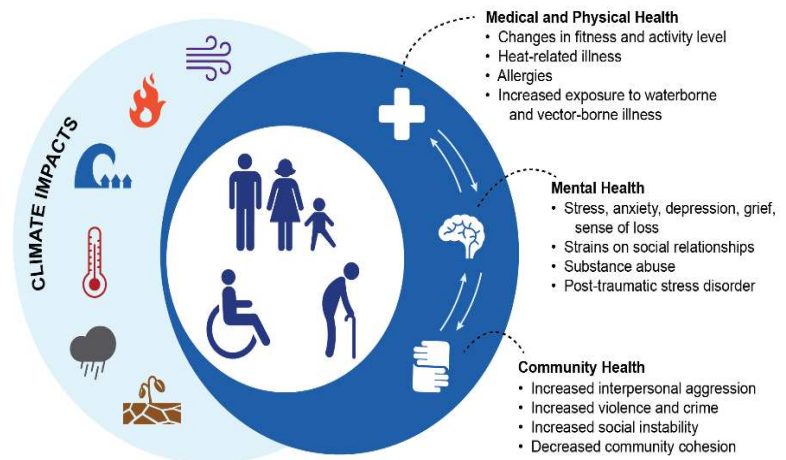 CLIMATE IMPACTS
Medical and Physical Health
• Changes in fitness and activity level
• Heat-related illness
• Allergies
• Increased exposure to waterborne
and vector-borne illness
Mental Health
• Stress, anxiety, depression, grief,
sense of loss
• Strains on social relationships
• Substance abuse
• Post-traumatic stress disorder
Community Health
• Increased interpersonal aggression
• Increased violence and crime
• Increased social instability
• Decreased community cohesion